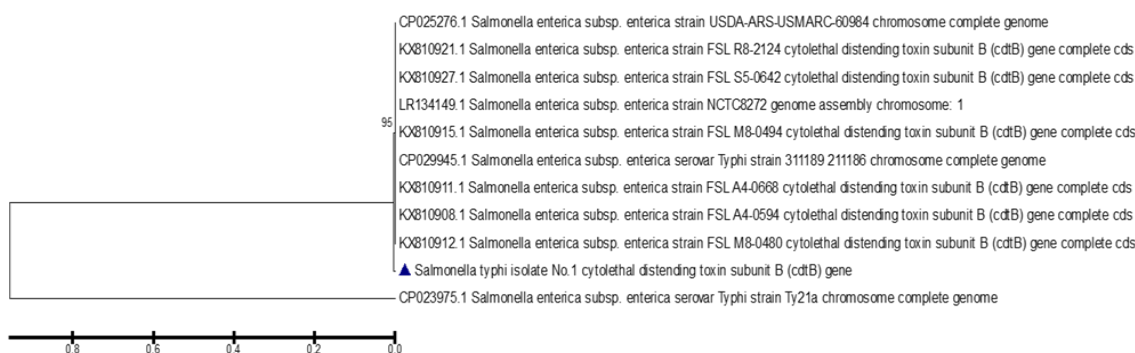 CP025276.1 Salmonella enterica subsp. enterica strain USDA-ARS-USMARC-60984 chromosome complete genome
KX810921.1 Salmonella enterica subsp. enterica strain FSL R8-2124 cytolethal distending toxin subunit B (cdtB) gene complete cds
KX810927.1 Salmonella enterica subsp. enterica strain FSL S5-0642 cytolethal distending toxin subunit B (cdtB) gene complete cds
LR134149.1 Salmonella enterica subsp. enterica strain NCTC8272 genome assembly chromosome: 1
95
KX810915.1 Salmonella enterica subsp. enterica strain FSL M8-0494 cytolethal distending toxin subunit B (cdtB) gene complete cds
CP029945.1 Salmonella enterica subsp. enterica serovar Typhi strain 311189 211186 chromosome complete genome
KX810911.1 Salmonella enterica subsp. enterica strain FSL A4-0668 cytolethal distending toxin subunit B (cdtB) gene complete cds
KX810908.1 Salmonella enterica subsp. enterica strain FSL A4-0594 cytolethal distending toxin subunit B (cdtB) gene complete cds
KX810912.1 Salmonella enterica subsp. enterica strain FSL M8-0480 cytolethal distending toxin subunit B (cdtB) gene complete cds
Salmonella typhi isolate No.1 cytolethal distending toxin subunit B (cdtB) gene
CP023975.1 Salmonella enterica subsp. enterica serovar Typhi strain Ty21a chromosome complete genome
0.8 0.6 0.4 0.2 0.0